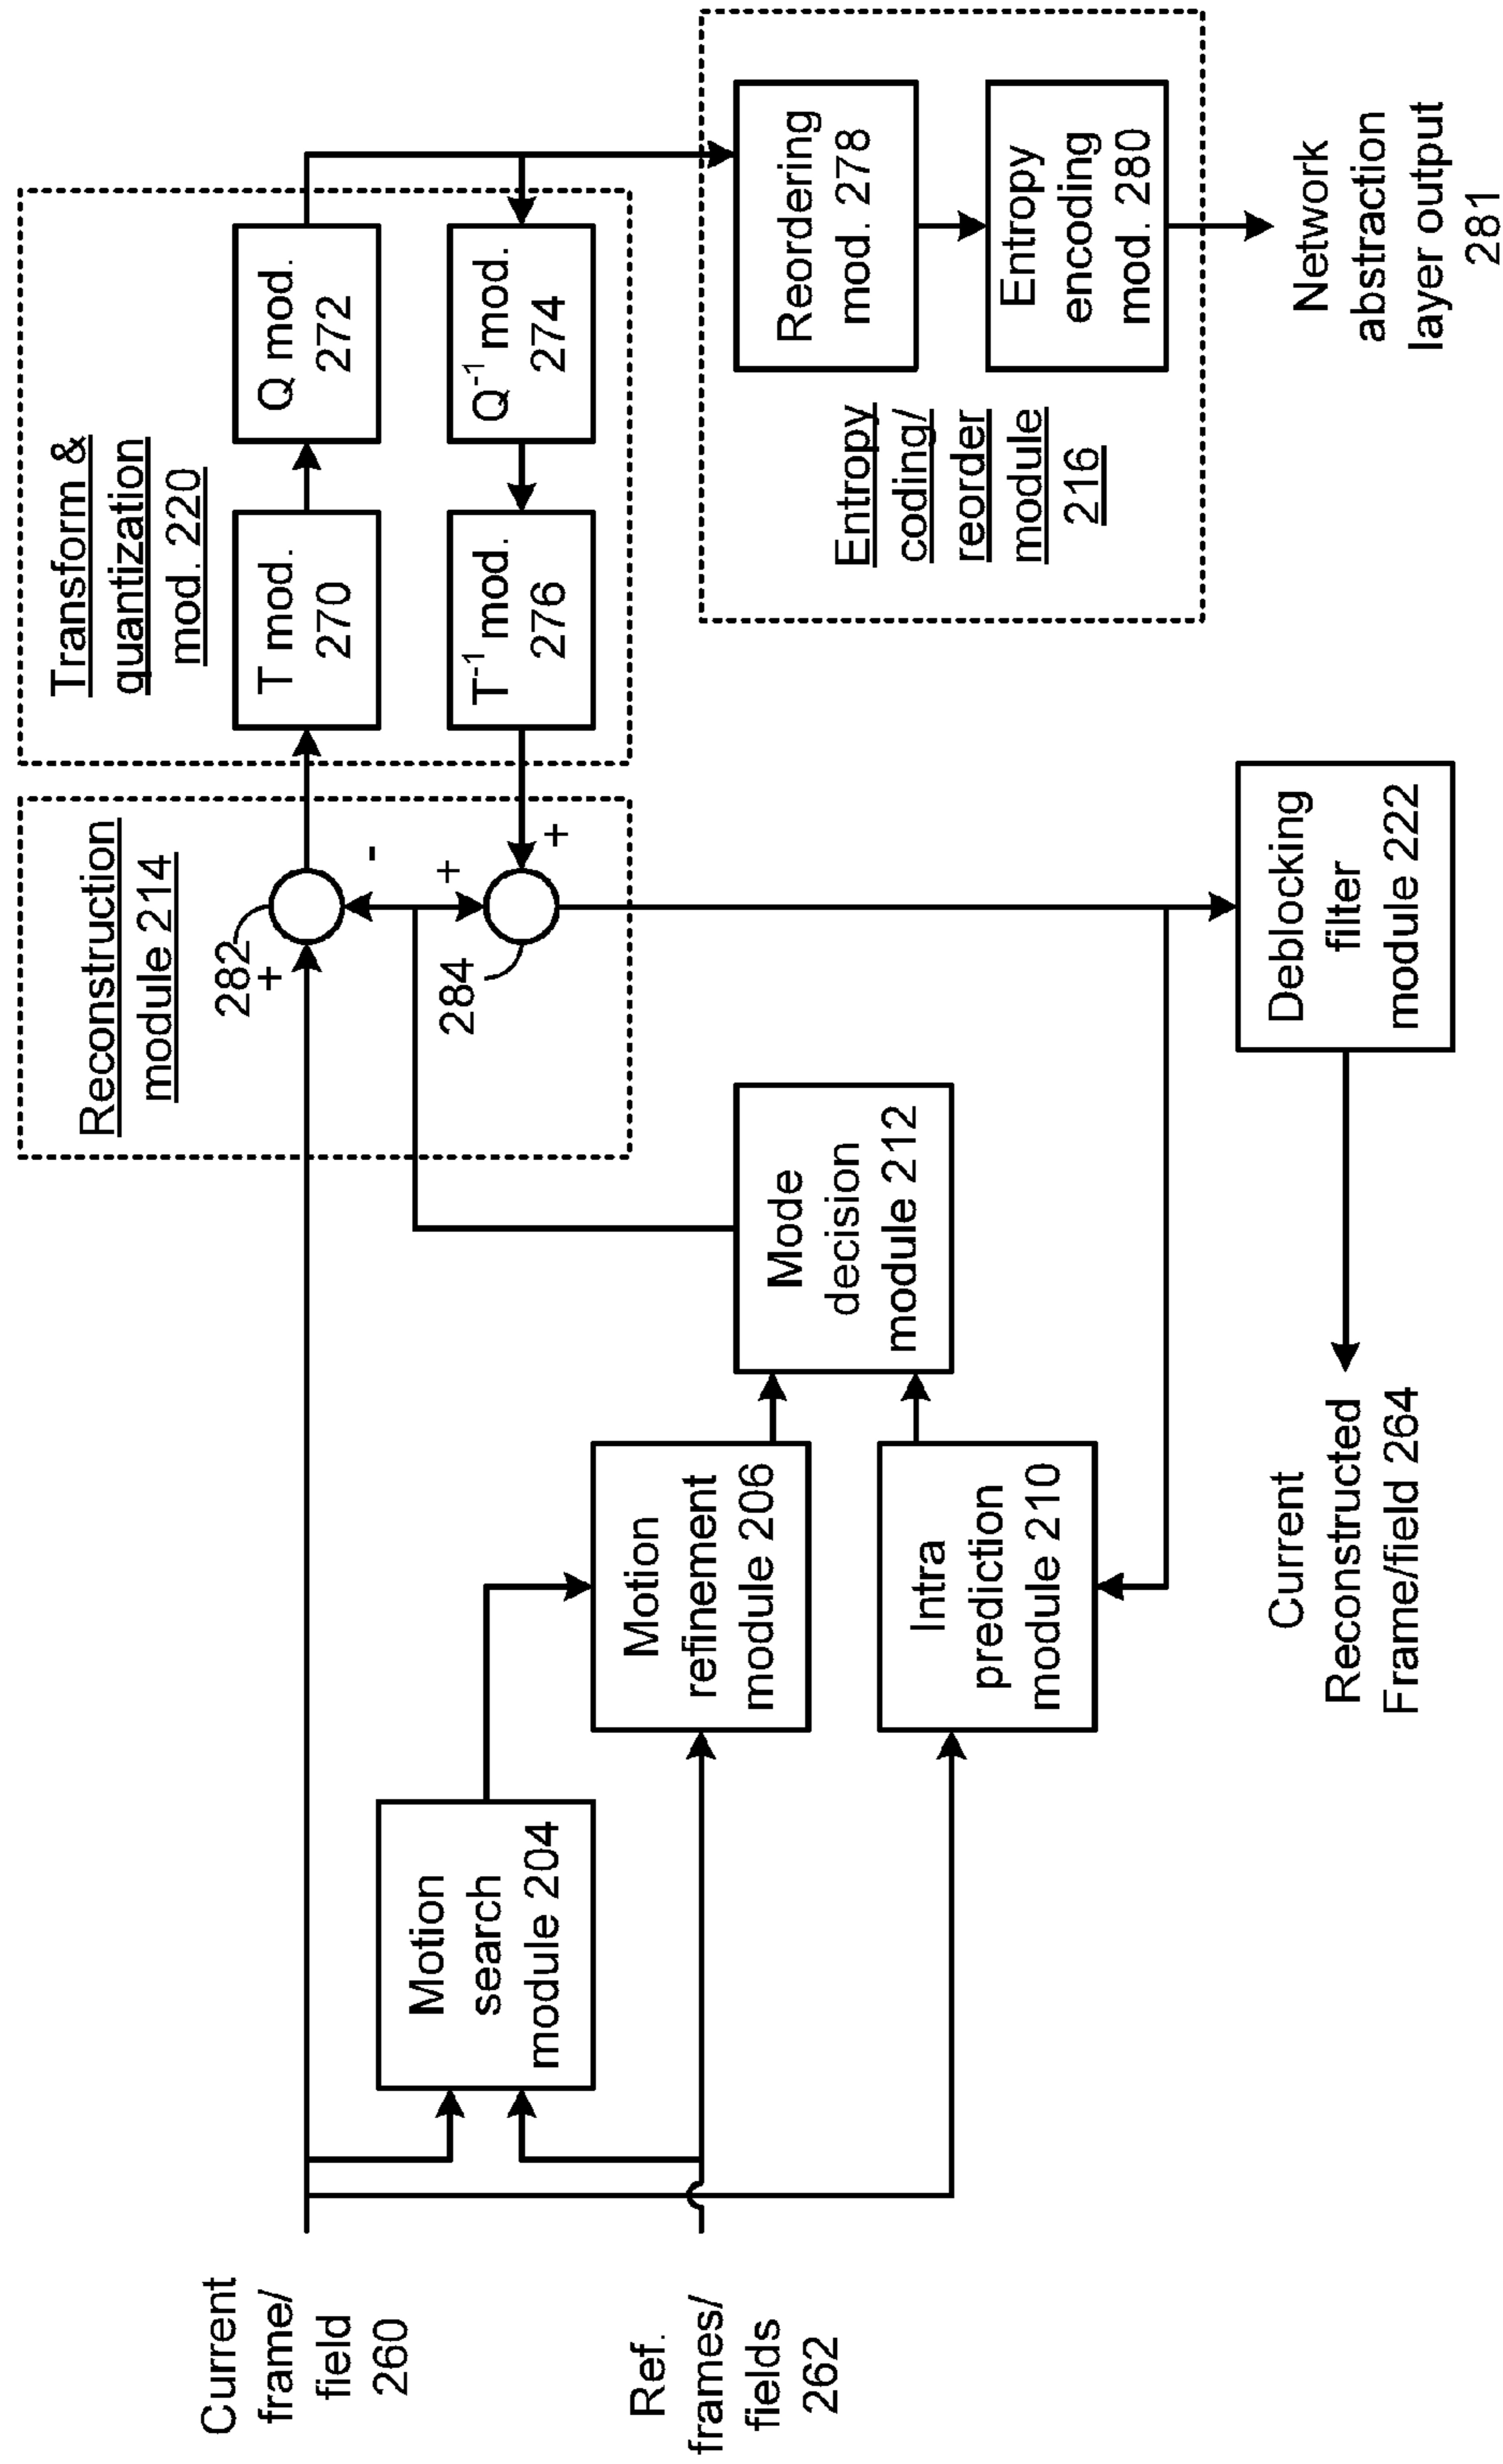 Current
frame/
field
260
Ref.
frames/
fields
262
Motion
search
module 204
Motion
refinement
module 206
Intra
prediction
module 210
Mode
decision
module 212
Reconstruction
module 214
282
+
-
284
+
+
Transform &
quantization
mod. 220
T mod.
270
Q mod.
272
T⁻¹ mod.
276
Q⁻¹ mod.
274
Entropy
coding/
reorder
module
216
Reordering
mod. 278
Entropy
encoding
mod. 280
Network
abstraction
layer output
281
Deblocking
filter
module 222
Current
Reconstructed
Frame/field 264